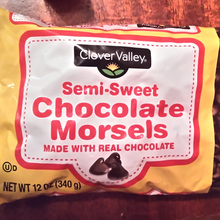 Clover Valley®
Semi-Sweet
Chocolate
Morsels
MADE WITH REAL CHOCOLATE
U D
NET WT 12 oz (340 g)